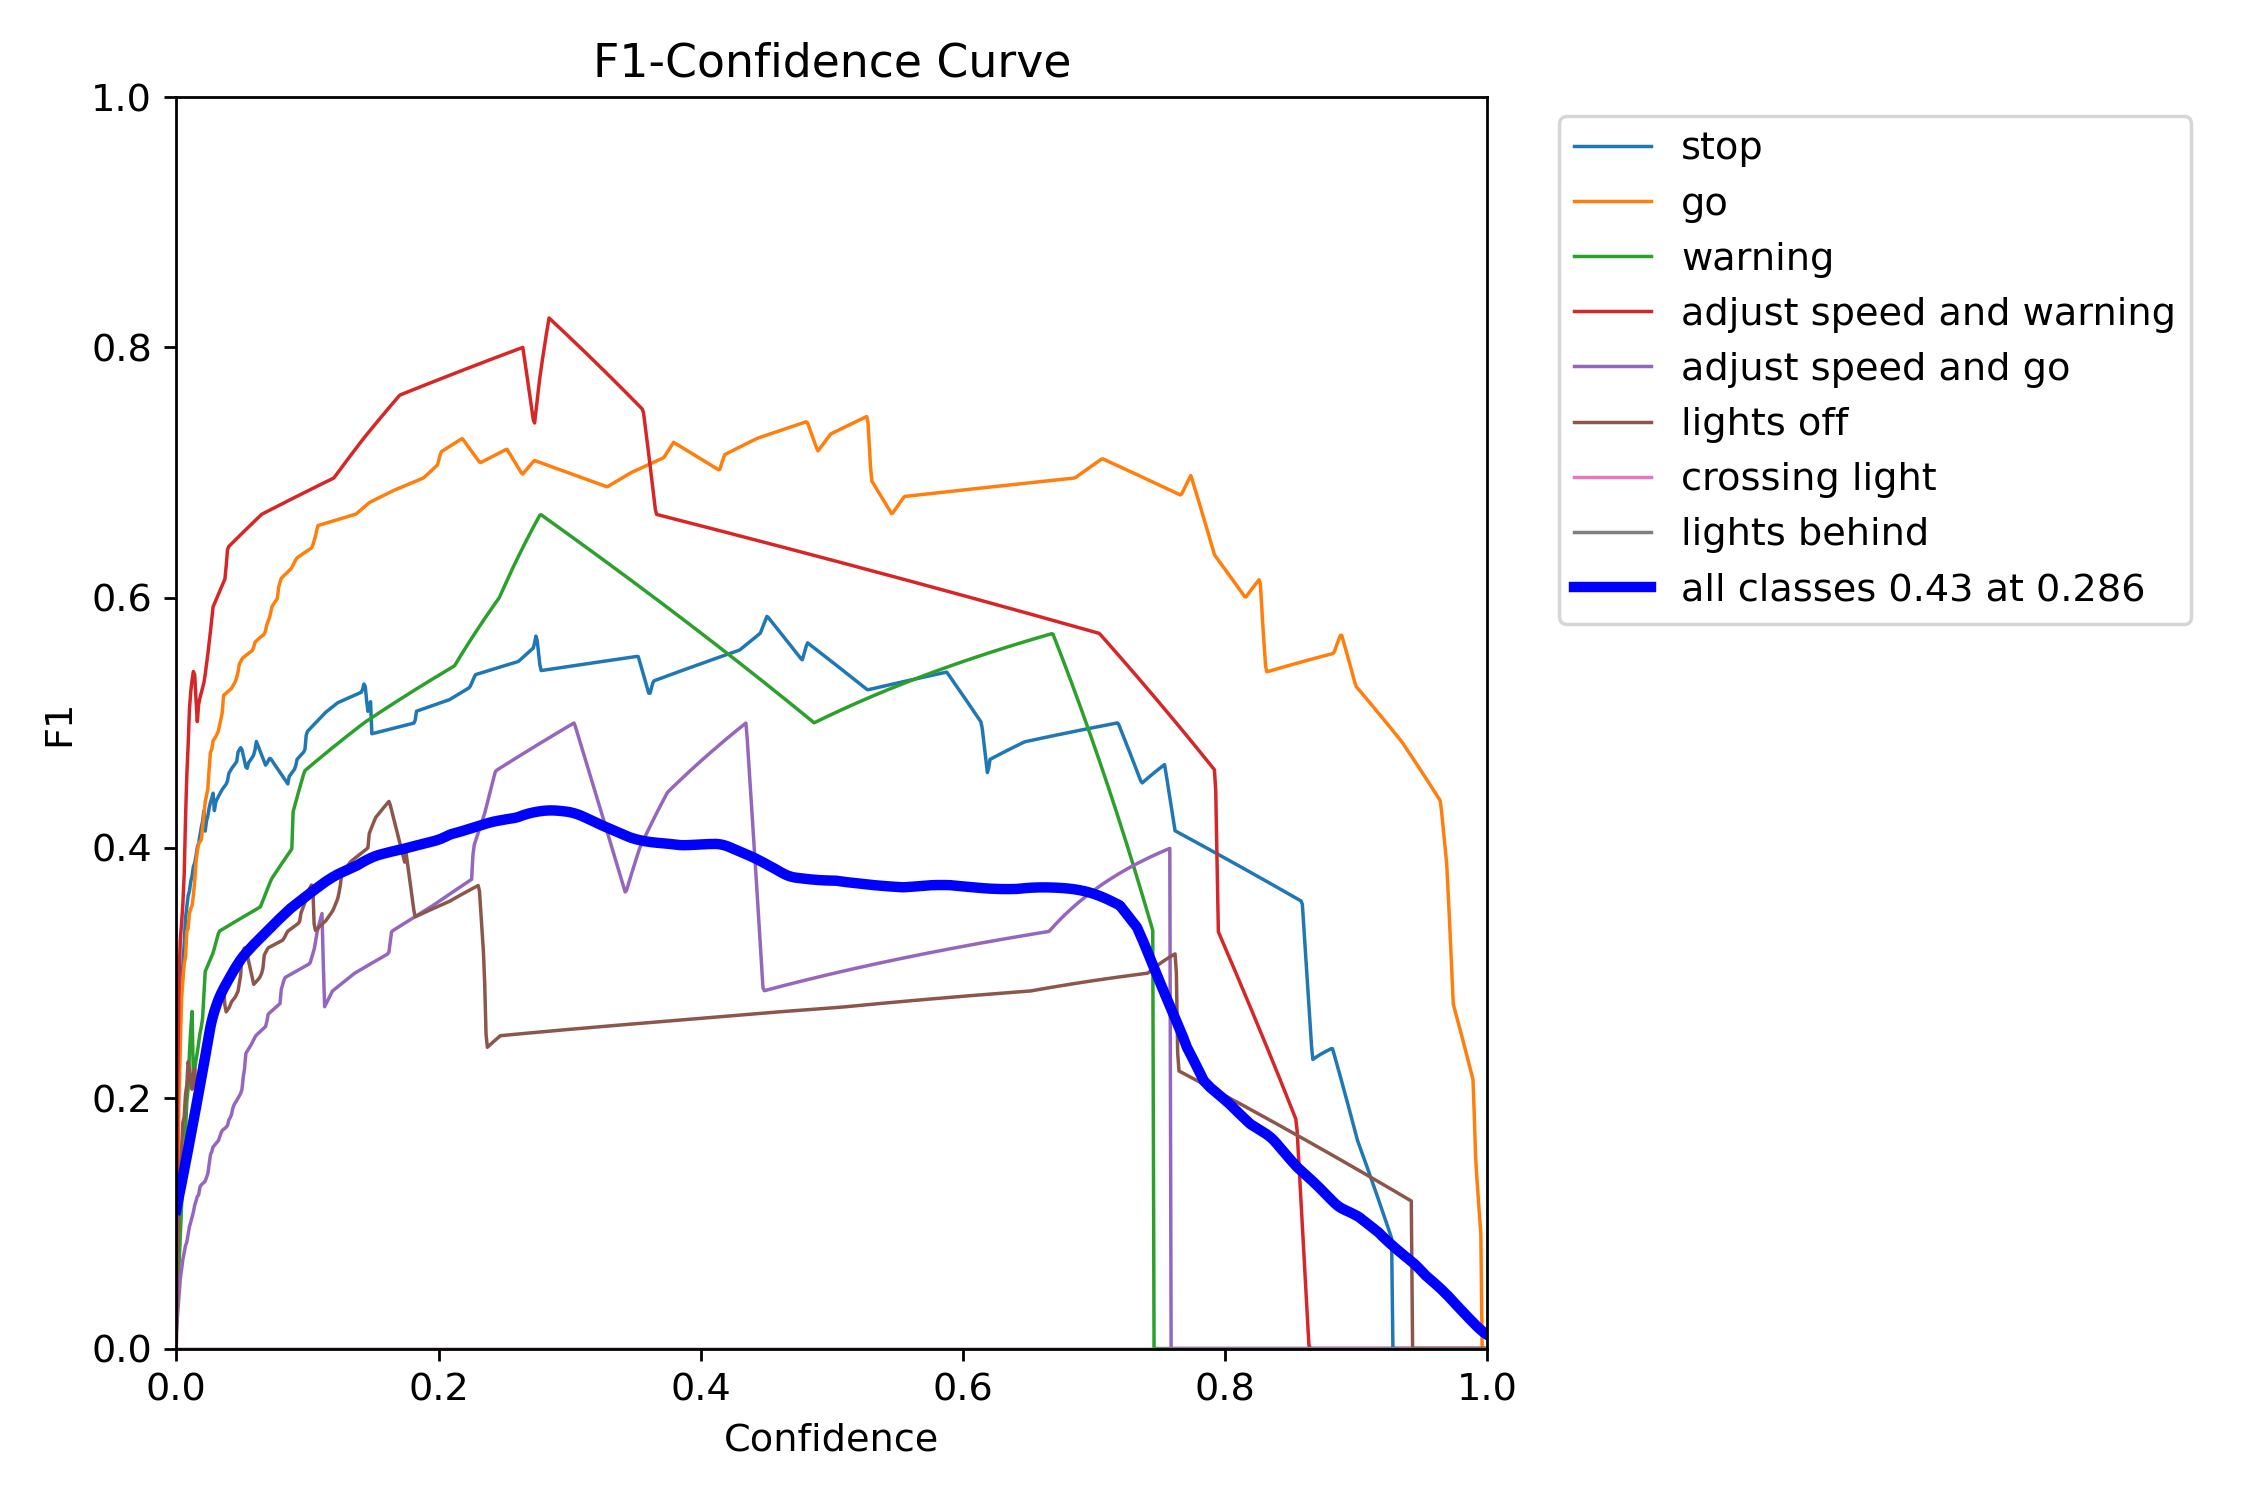 F1-Confidence Curve
1.0
0.8
0.6
0.4
0.2
0.0
F1
0.0 0.2 0.4 0.6 0.8 1.0
Confidence
stop
go
warning
adjust speed and warning
adjust speed and go
lights off
crossing light
lights behind
all classes 0.43 at 0.286